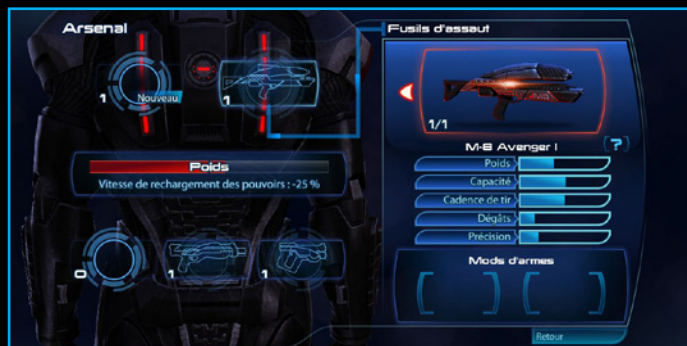 Arsenal
Fusils d'assaut
1
Nouveau
1
1/1
M-8 Avenger I
?
Poids
Vitesse de rechargement des pouvoirs : -25 %
Poids
Capacité
Cadence de tir
Dégâts
Précision
0
1
1
Mods d'armes
Retour